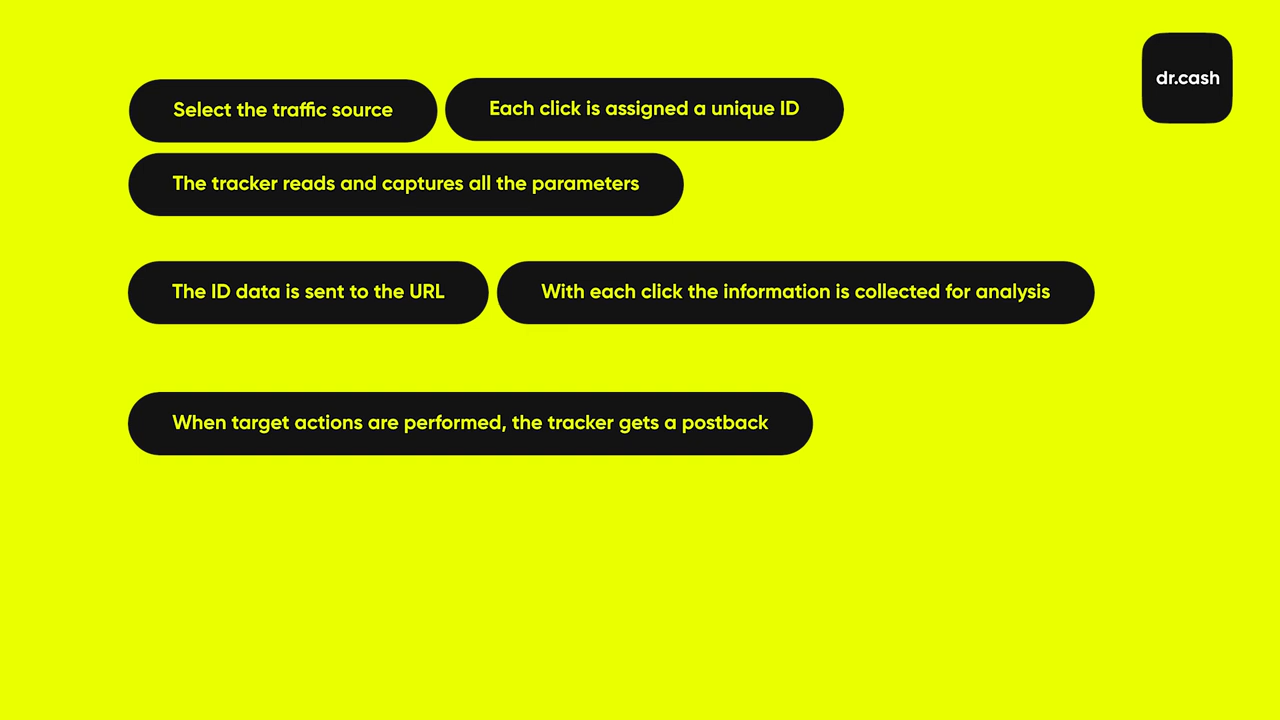 Select the traffic source
Each click is assigned a unique ID
dr.cash
The tracker reads and captures all the parameters
The ID data is sent to the URL
With each click the information is collected for analysis
When target actions are performed, the tracker gets a postback